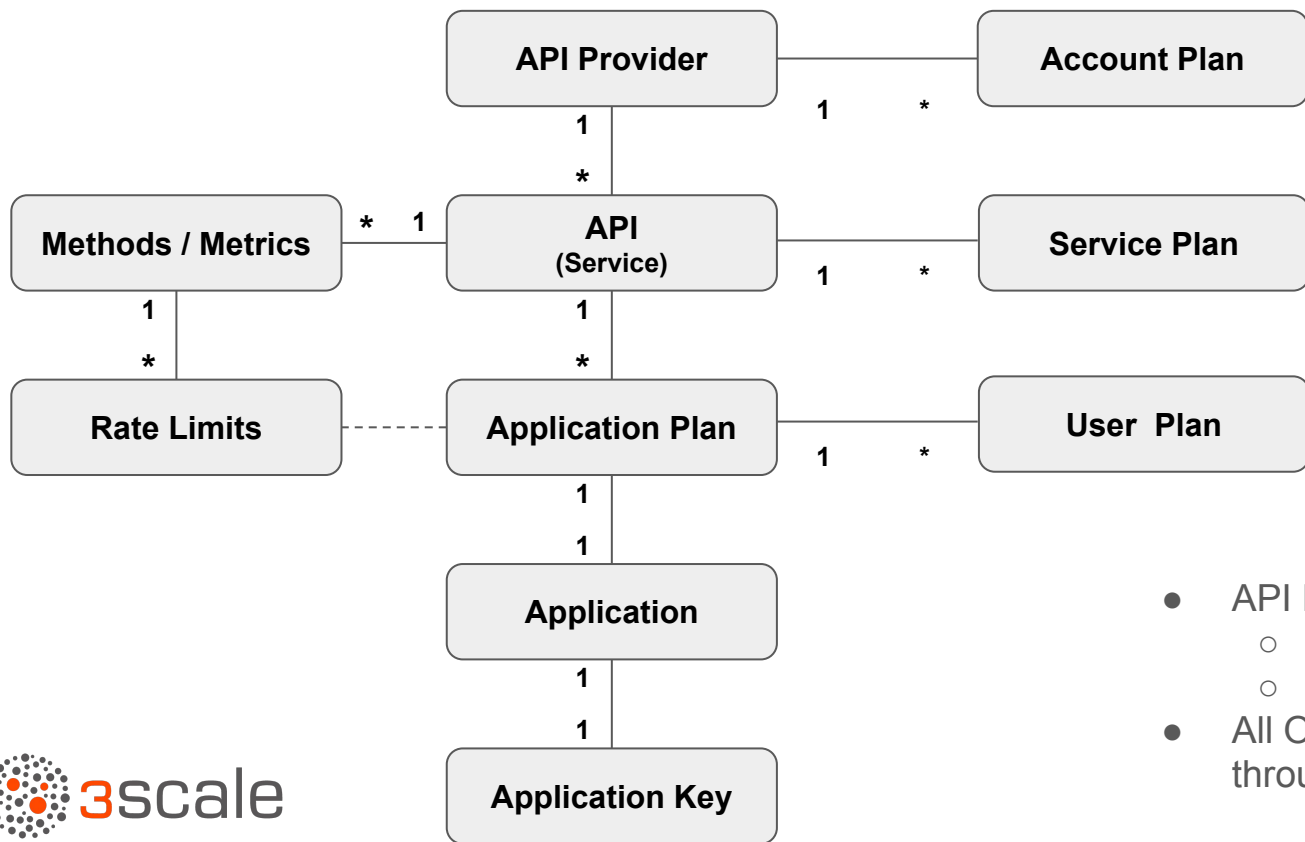 API Provider
Account Plan
1
1 *
*
Methods / Metrics
* 1
API
(Service)
Service Plan
1 *
1
1
*
*
Rate Limits
Application Plan
User Plan
1 *
1
1
Application
API
1
1
All
Application Key
3scale